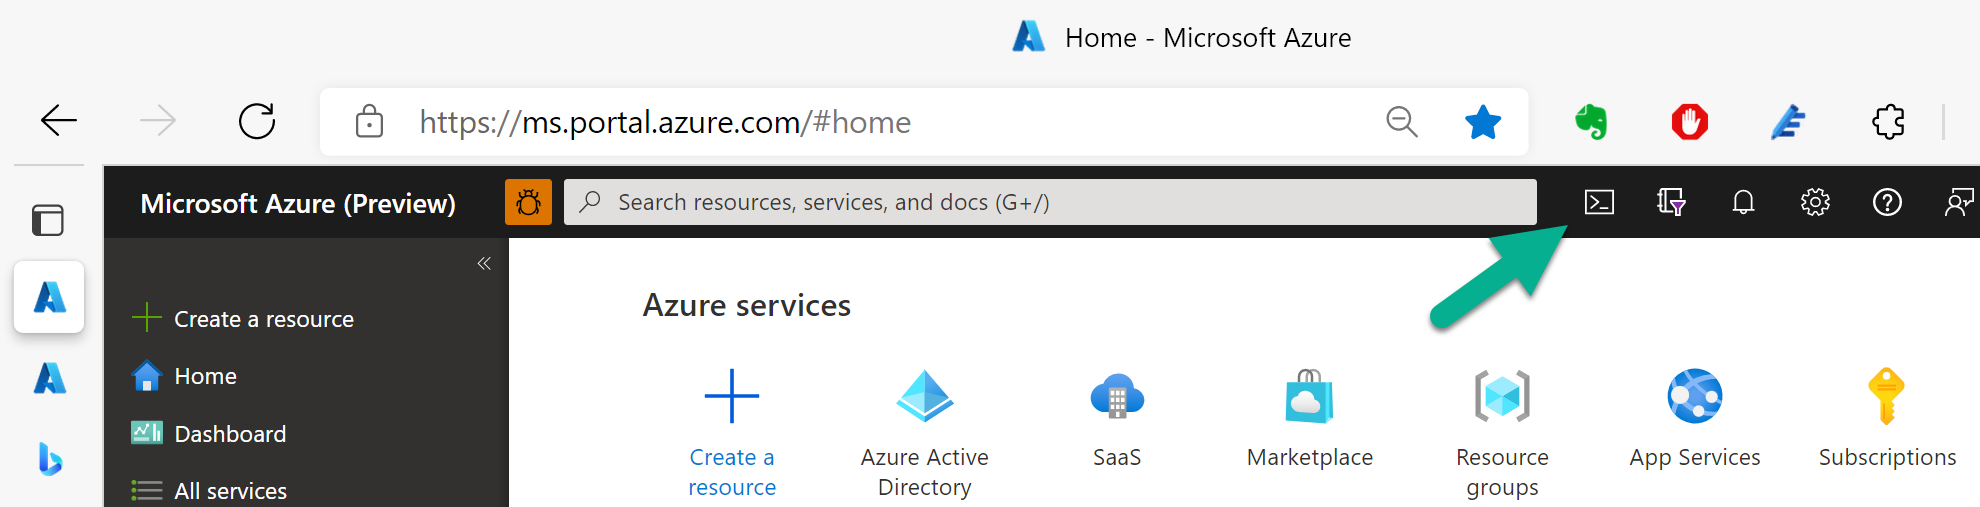 Home - Microsoft Azure
https://ms.portal.azure.com/#home
Microsoft Azure (Preview)
Search resources, services, and docs (G+/)
Create a resource
Home
Dashboard
All services
Azure services
Create a
resource
Azure Active
Directory
SaaS
Marketplace
Resource
groups
App Services
Subscriptions